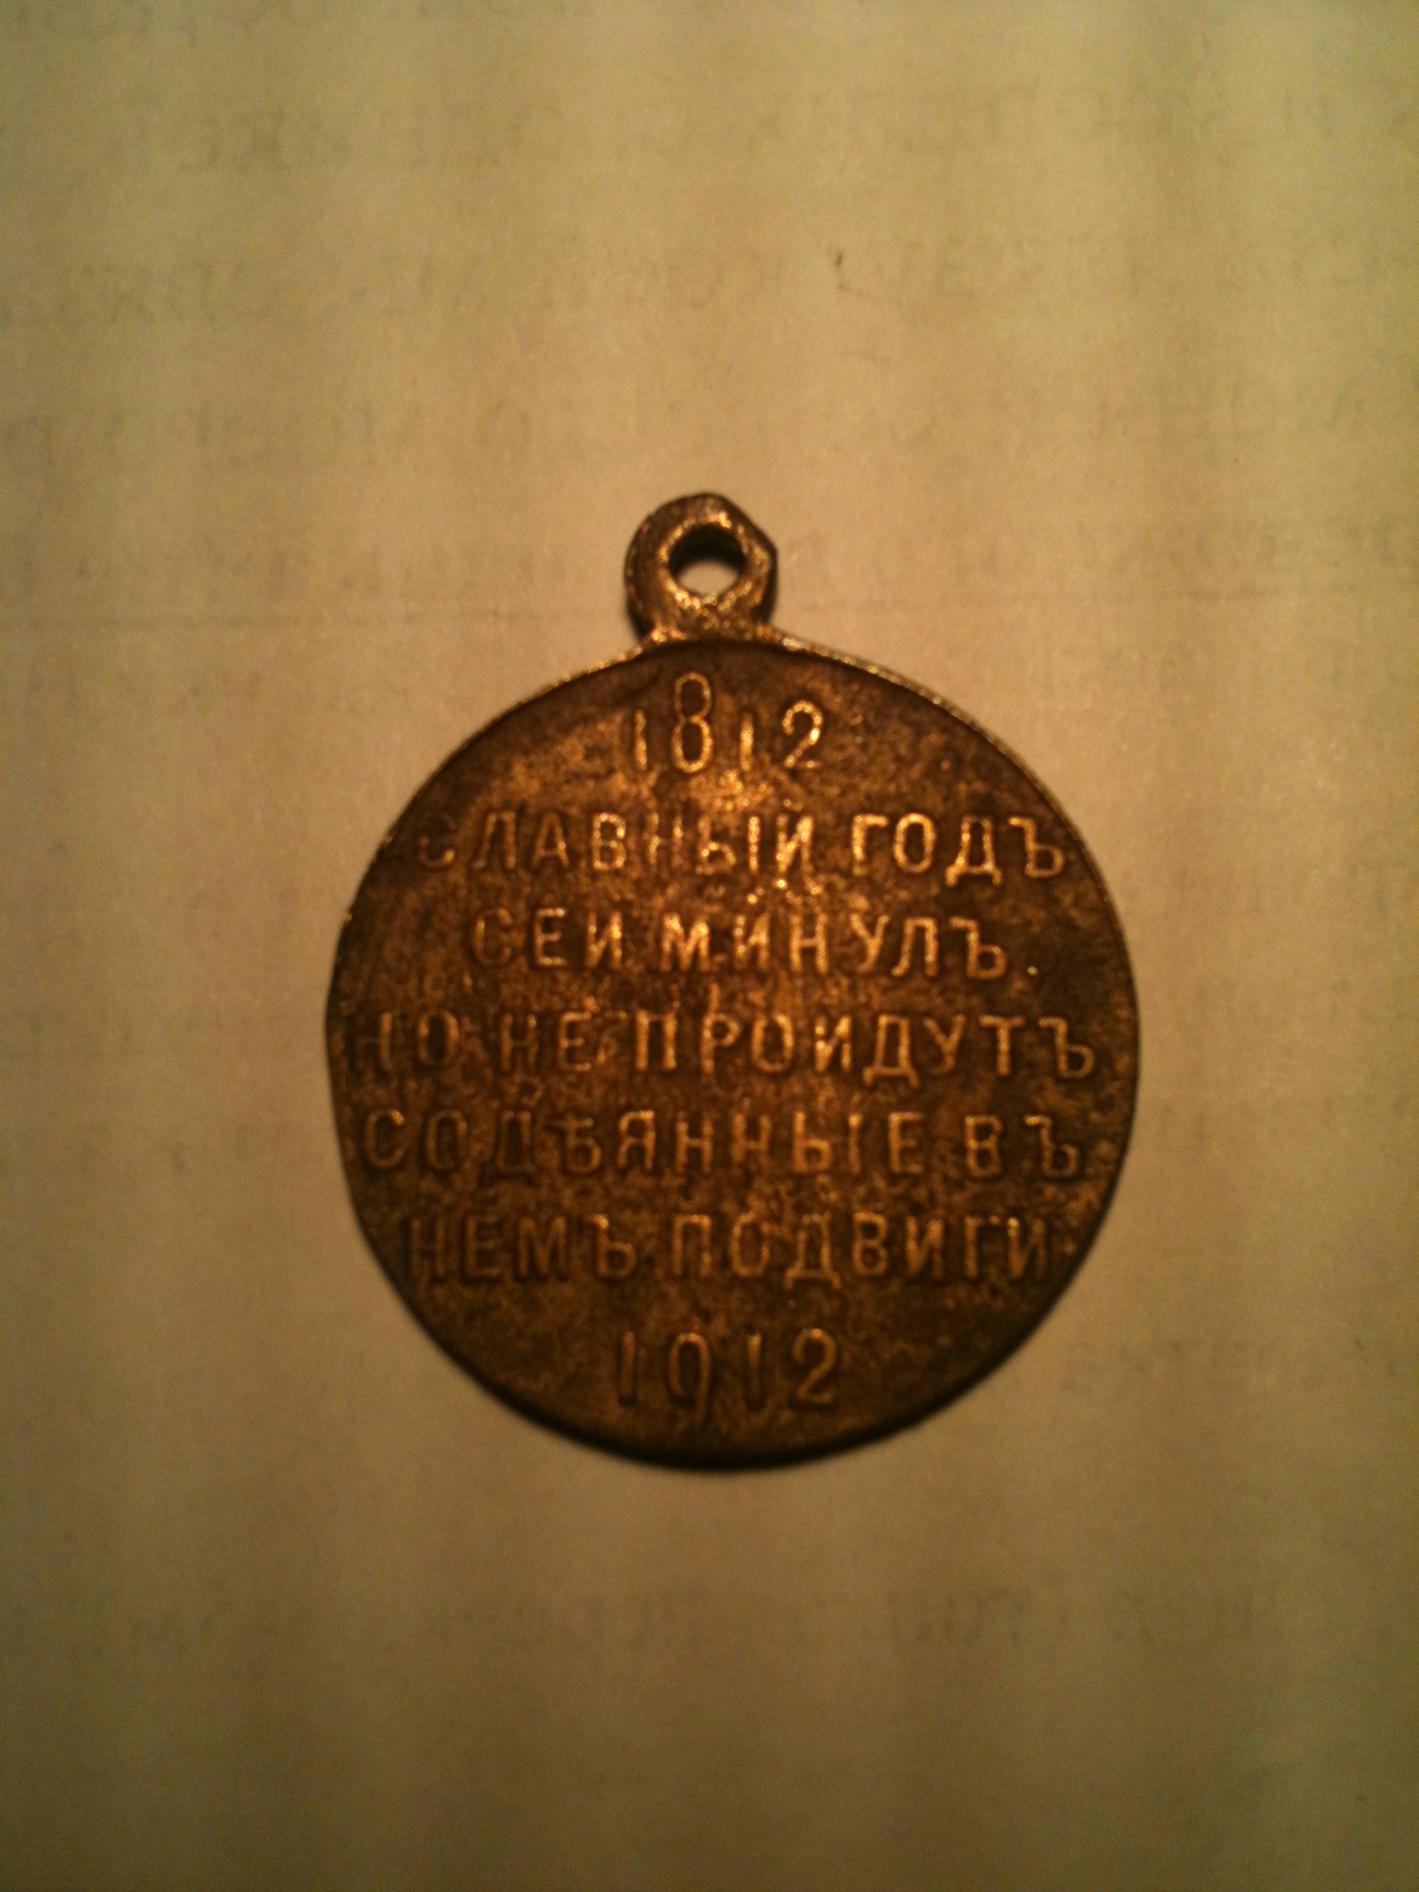 1812
СЛАВНЫЙ ГОДЪ
СЕЙ МИНУЛЪ.
НО НЕ ПРОЙДУТЪ
СОДѢЯННЫЕ ВЪ
НЕМЪ ПОДВИГИ
1912